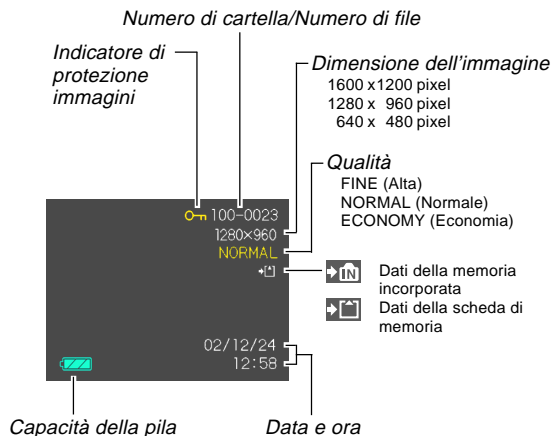 Numero di cartella/Numero di file
Indicatore di
protezione
immagini
Dimensione dell'immagine
1600 x1200 pixel
1280 x 960 pixel
640 x 480 pixel
Qualità
FINE (Alta)
NORMAL (Normale)
ECONOMY (Economia)
100-0023
1280×960
NORMAL
IN
Dati della memoria
incorporata
Dati della scheda di
memoria
02/12/24
12:58
Capacità della pila
Data e ora